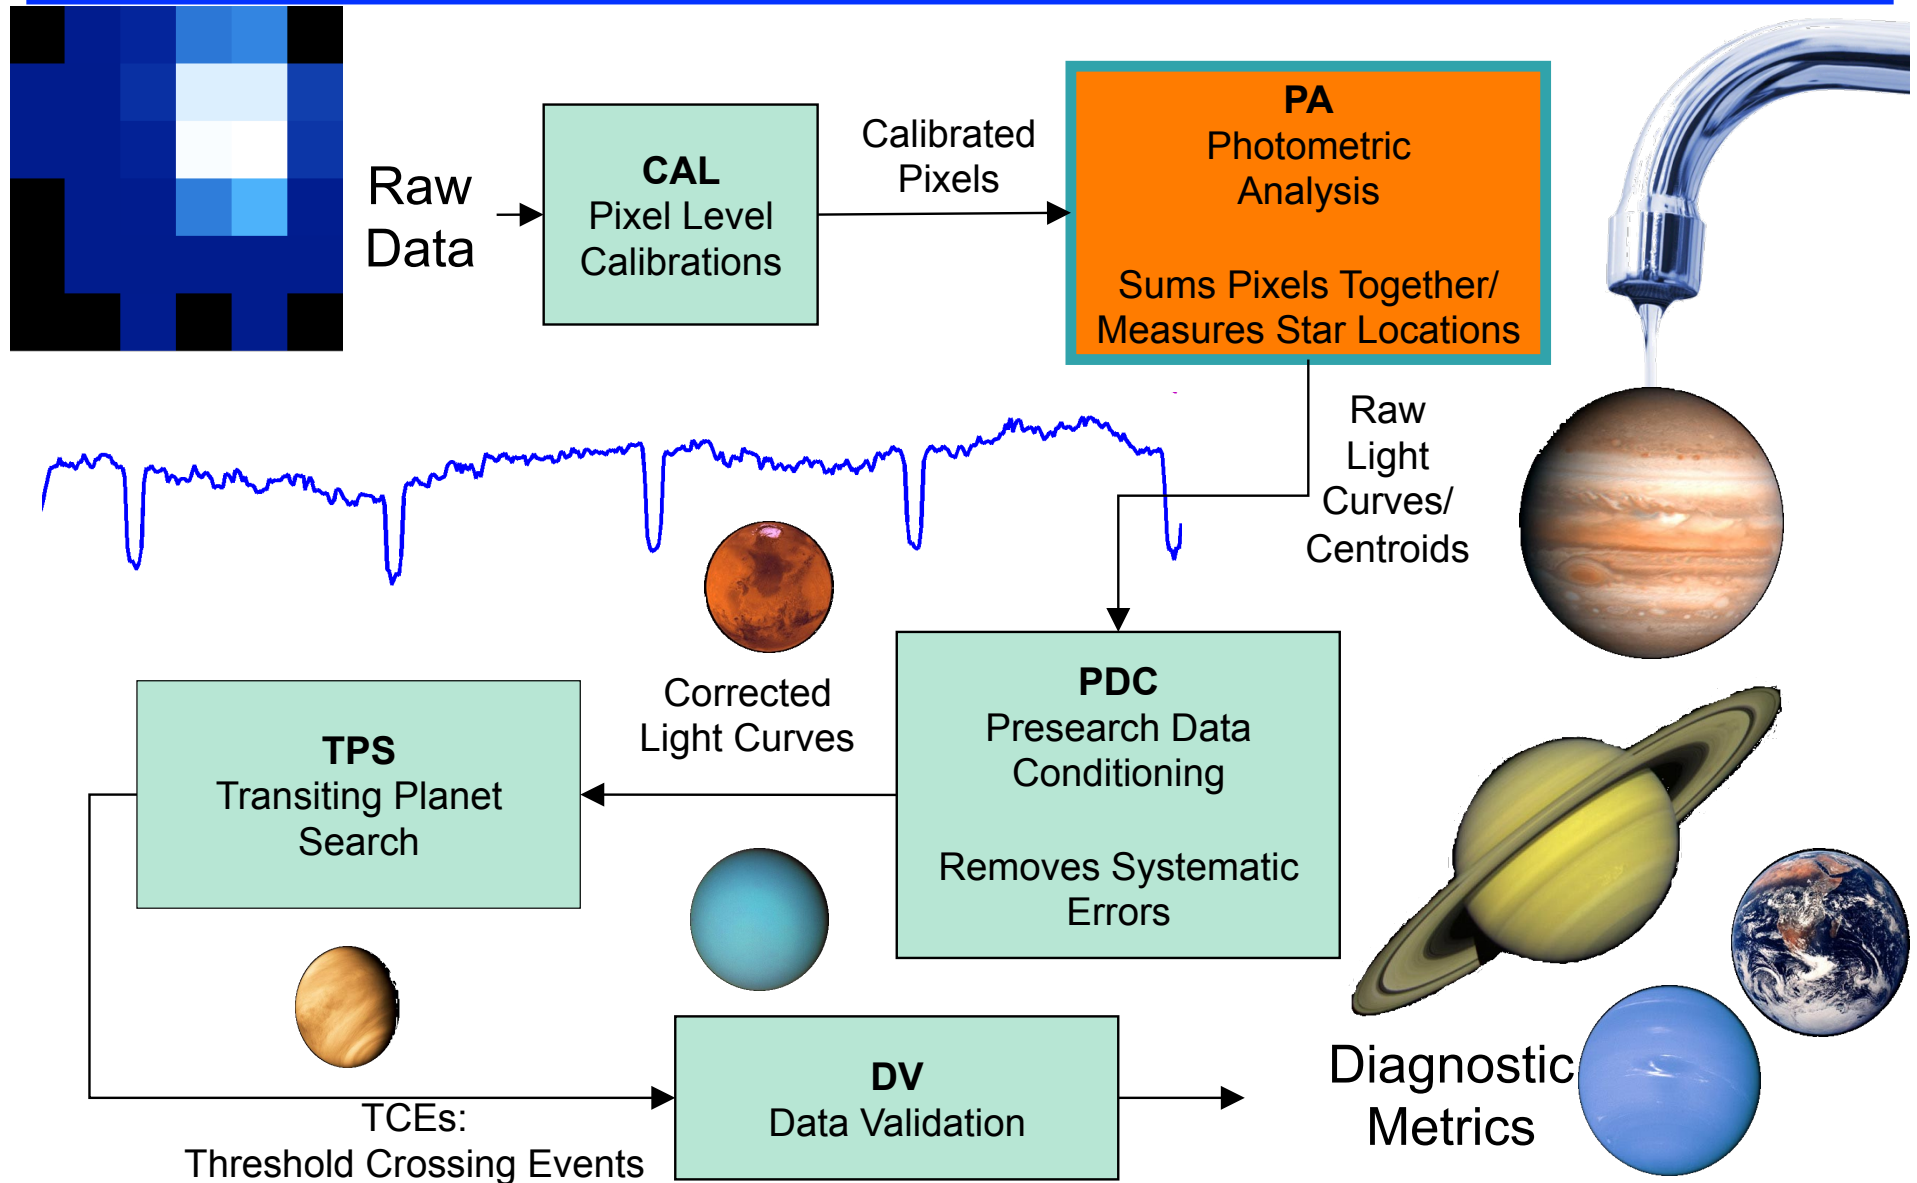 Raw
Data
CAL
Pixel Level
Calibrations
Calibrated
Pixels
PA
Photometric
Analysis
Sums Pixels Together/
Measures Star Locations
Raw
Light
Curves/
Centroids
PDC
Presearch Data
Conditioning
Removes Systematic
Errors
Corrected
Light Curves
TPS
Transiting Planet
Search
TCEs:
Threshold Crossing Events
DV
Data Validation
Diagnostic
Metrics